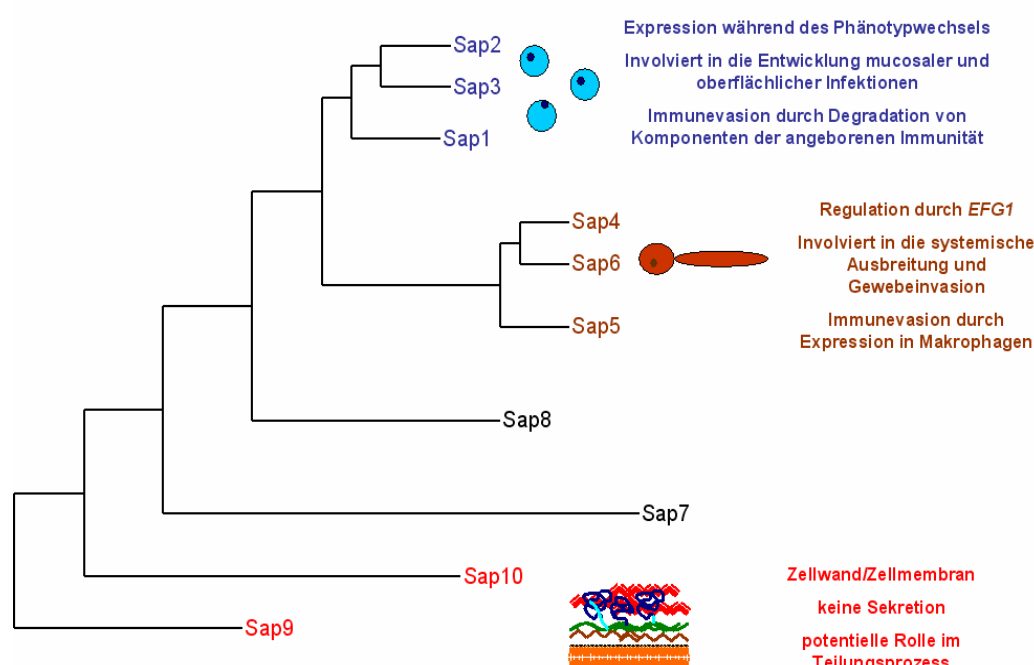 Sap2
Sap3
Sap1
Expression während des Phänotypwechsels
Involviert in die Entwicklung mucosaler und
oberflächlicher Infektionen
Immunevasion durch Degradation von
Komponenten der angeborenen Immunität
Sap4
Sap6
Sap5
Regulation durch EFG1
Involviert in die systemische
Ausbreitung und
Gewebeinvasion
Immunevasion durch
Expression in Makrophagen
Sap8
Sap7
Sap10
Sap9
Zellwand/Zellmembran
keine Sekretion
potentielle Rolle im
Teilungsprozess